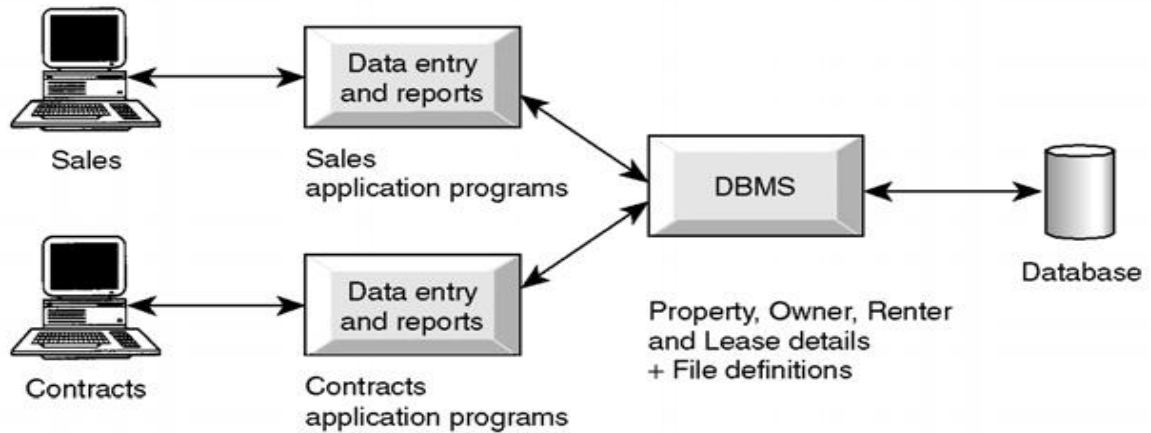 Data entry
and reports
Sales
Sales
application programs
DBMS
Database
Data entry
and reports
Contracts
Contracts
application programs
Property, Owner, Renter
and Lease details
+ File definitions